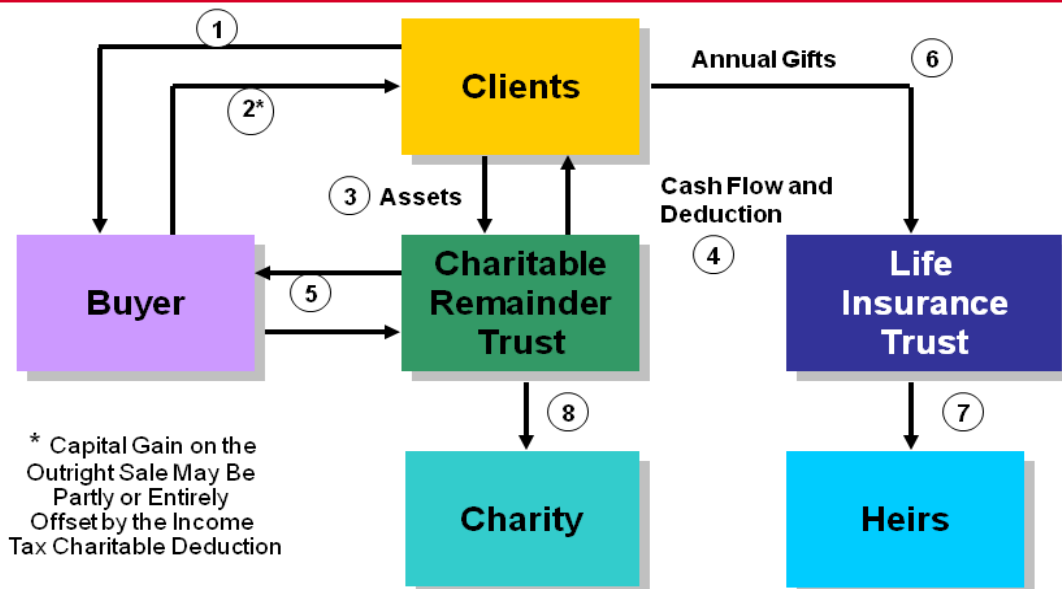 1
Clients
Annual Gifts
6
2*
3
Assets
Cash Flow and
Deduction
4
Buyer
5
Charitable
Remainder
Trust
Life
Insurance
Trust
8
7
* Capital Gain on the
Outright Sale May Be
Partly or Entirely
Offset by the Income
Tax Charitable Deduction
Charity
Heirs